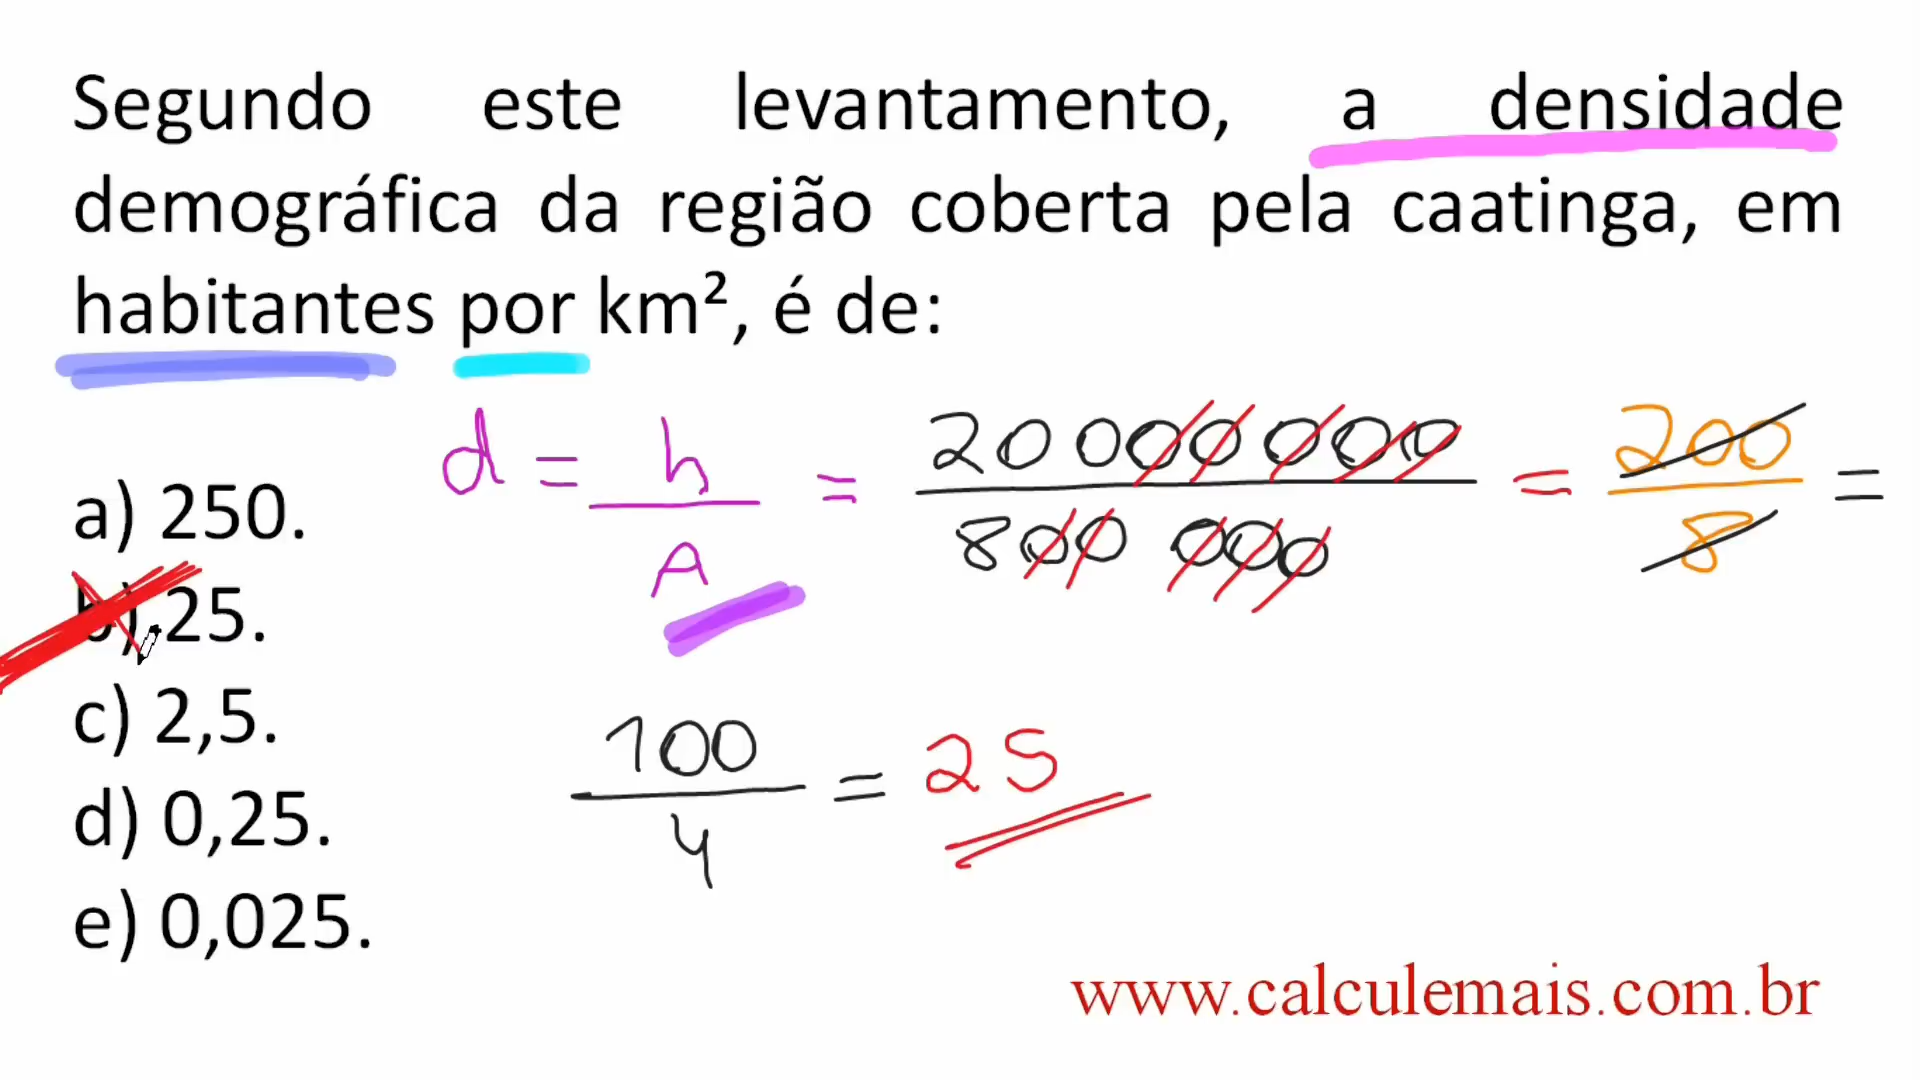 Segundo este levantamento, a densidade
demográfica da região coberta pela caatinga, em
habitantes por km², é de:
d = h / A = 20 000 000 / 800 000 = 200 / 8 =
a) 250.
b) 25.
c) 2,5.
100 / 4 = 25
d) 0,25.
e) 0,025.
www.calculemais.com.br